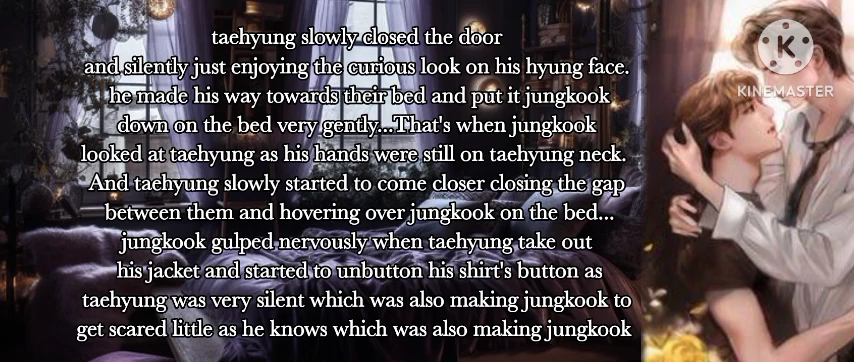 taehyung slowly closed the door
and silently just enjoying the curious look on his hyung face.
he made his way towards their bed and put it jungkook
down on the bed very gently...That's when jungkook
looked at taehyung as his hands were still on taehyung neck.
And taehyung slowly started to come closer closing the gap
between them and hovering over jungkook on the bed...
jungkook gulped nervously when taehyung take out
his jacket and started to unbutton his shirt's button as
taehyung was very silent which was also making jungkook to
get scared little as he knows which was also making jungkook
K
KINEMASTER